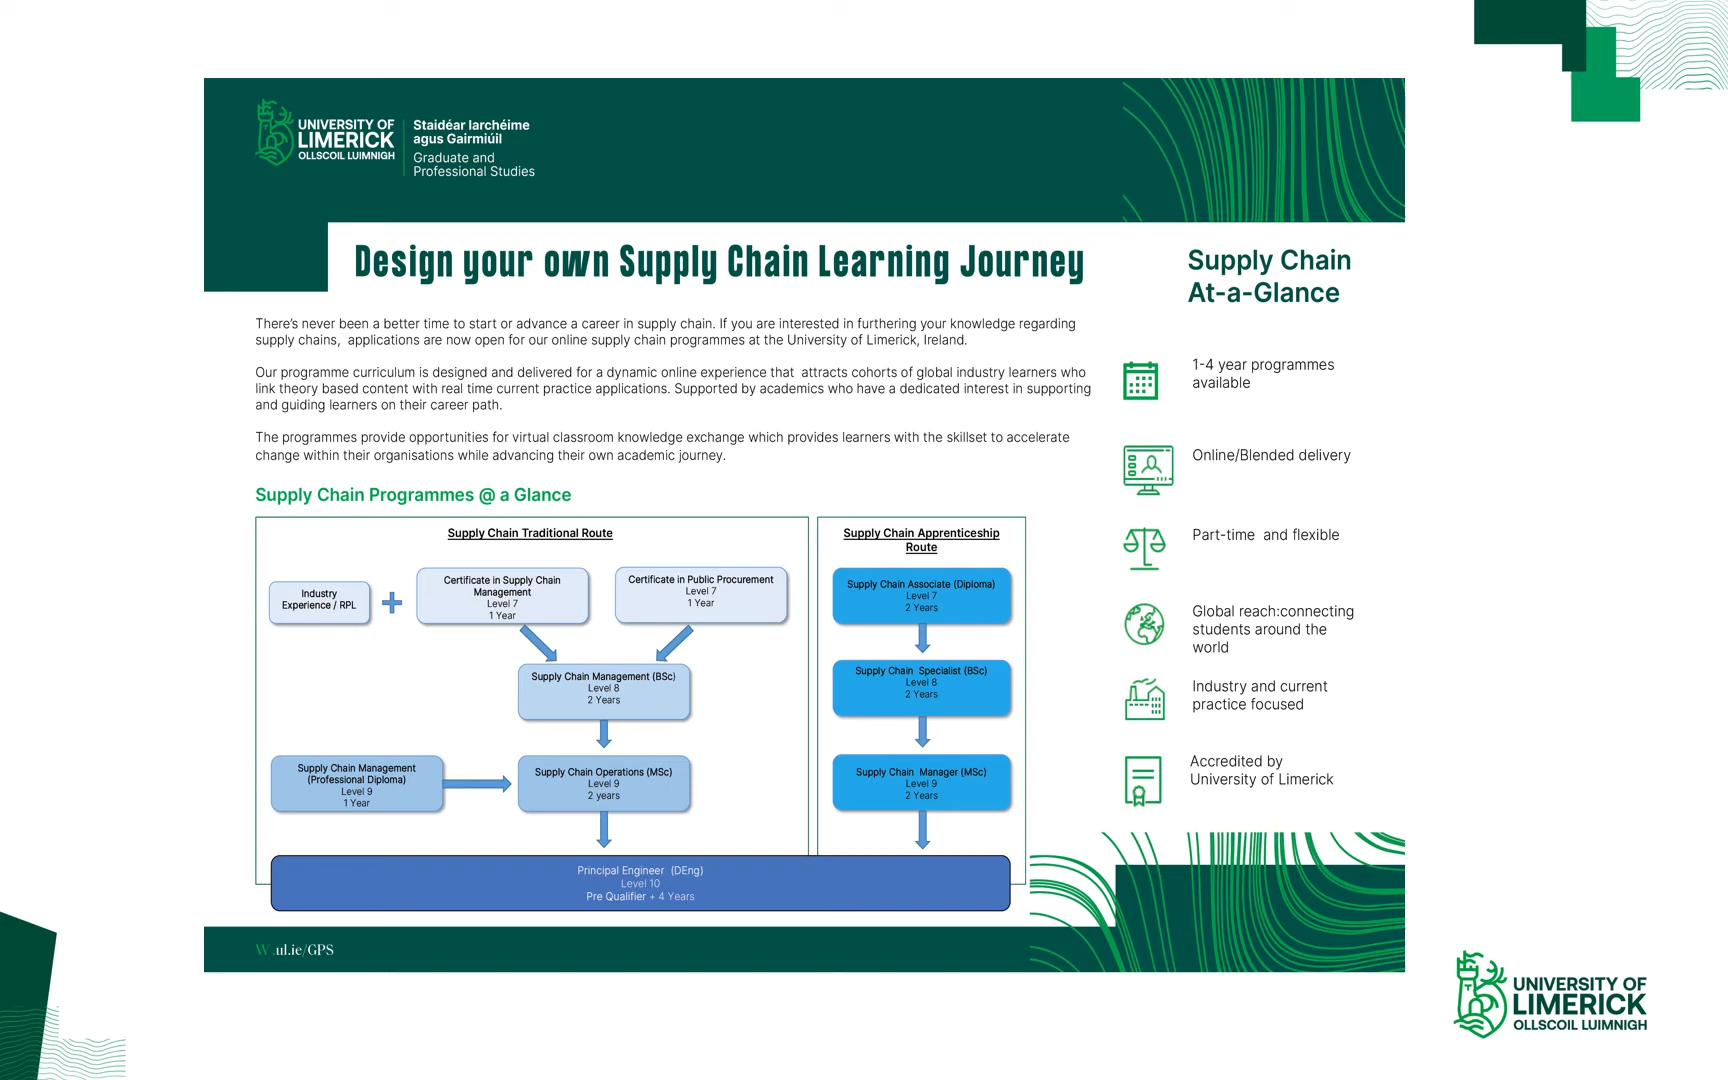 UNIVERSITY OF
LIMERICK
OLLSCOIL LUIMNIGH
Staidéar Iarchéime
agus Gairmiúil
Graduate and
Professional Studies
Design your own Supply Chain Learning Journey
There's never been a better time to start or advance a career in supply chain. If you are interested in furthering your knowledge regarding
supply chains,  applications are now open for our online supply chain programmes at the University of Limerick, Ireland.
Our programme curriculum is designed and delivered for a dynamic online experience that  attracts cohorts of global industry learners who
link theory based content with real time current practice applications. Supported by academics who have a dedicated interest in supporting
and guiding learners on their career path.
The programmes provide opportunities for virtual classroom knowledge exchange which provides learners with the skillset to accelerate
change within their organisations while advancing their own academic journey.
Supply Chain Programmes @ a Glance
Supply Chain Traditional Route
Industry
Experience / RPL
Certificate in Supply Chain
Management
Level 7
1 Year
Certificate in Public Procurement
Level 7
1 Year
Supply Chain Management (BSc)
Level 8
2 Years
Supply Chain Management
(Professional Diploma)
Level 9
1 Year
Supply Chain Operations (MSc)
Level 9
2 years
Supply Chain Apprenticeship
Route
Supply Chain Associate (Diploma)
Level 7
2 Years
Supply Chain  Specialist (BSc)
Level 8
2 Years
Supply Chain  Manager (MSc)
Level 9
2 Years
Principal Engineer  (DEng)
Level 10
Pre Qualifier + 4 Years
Supply Chain
At-a-Glance
1-4 year programmes
available
Online/Blended delivery
Part-time  and flexible
Global reach:connecting
students around the
world
Industry and current
practice focused
Accredited by
University of Limerick
W.ul.ie/GPS
UNIVERSITY OF
LIMERICK
OLLSCOIL LUIMNIGH